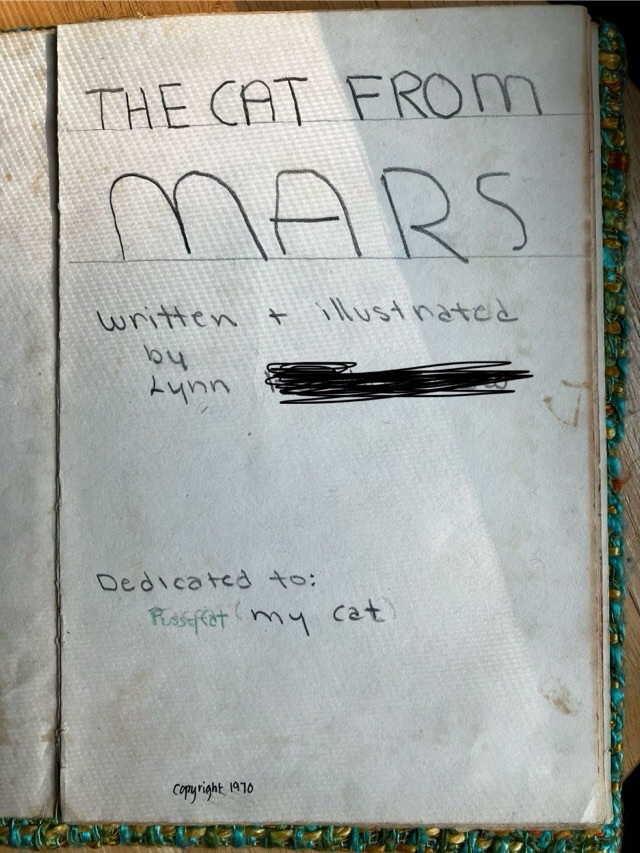 THE CAT FROM
MARS
written + illustrated
by
Lynn
Dedicated to:
(my cat)
Copyright 1970